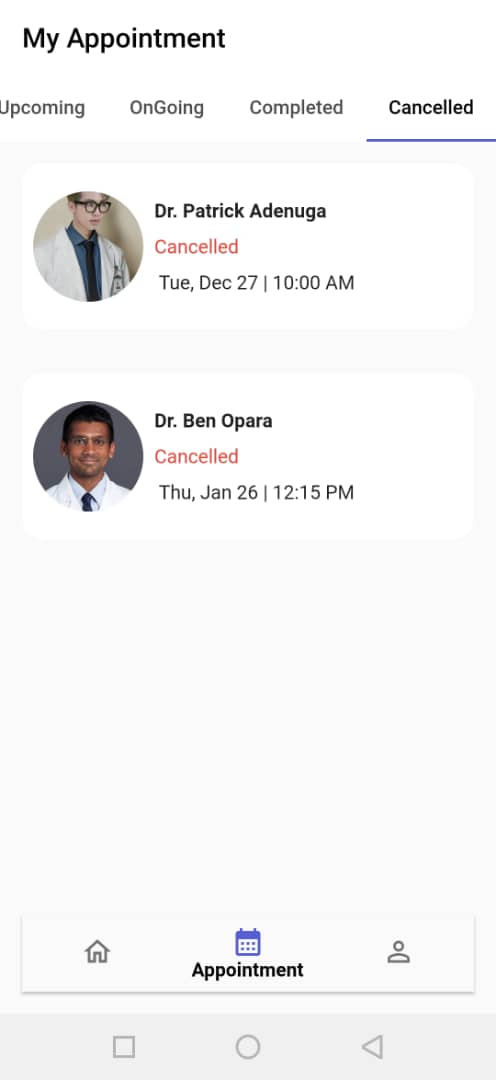 My Appointment
Upcoming OnGoing Completed Cancelled
Dr. Patrick Adenuga
Cancelled
Tue, Dec 27 | 10:00 AM
Dr. Ben Opara
Cancelled
Thu, Jan 26 | 12:15 PM
Appointment